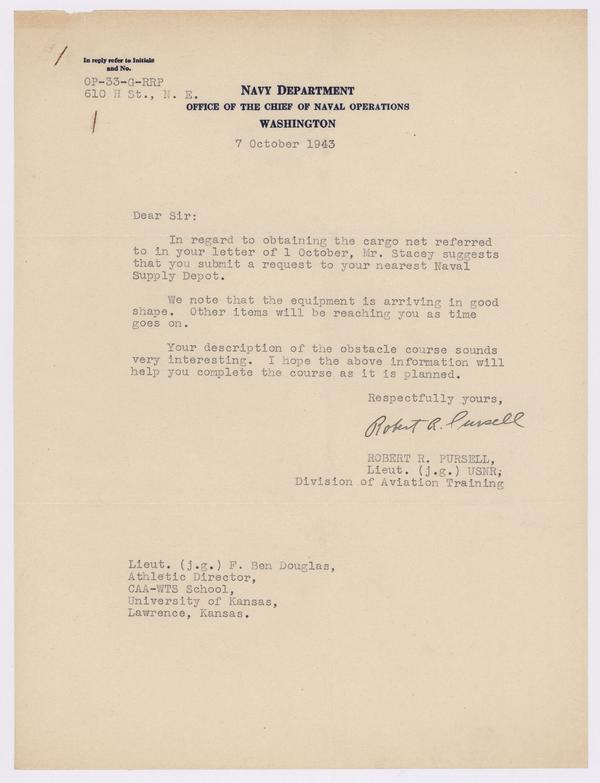 In reply refer to Initials
and No.
OP-33-G-RRP
610 H St., N. E.
NAVY DEPARTMENT
OFFICE OF THE CHIEF OF NAVAL OPERATIONS
WASHINGTON
7 October 1943
Dear Sir:
In regard to obtaining the cargo net referred
to in your letter of 1 October, Mr. Stacey suggests
that you submit a request to your nearest Naval
Supply Depot.
We note that the equipment is arriving in good
shape. Other items will be reaching you as time
goes on.
Your description of the obstacle course sounds
very interesting. I hope the above information will
help you complete the course as it is planned.
Respectfully yours,
Robert R. Pursell
ROBERT R. PURSELL,
Lieut. (j.g.) USNR,
Division of Aviation Training
Lieut. (j.g.) F. Ben Douglas,
Athletic Director,
CAA-WTS School,
University of Kansas,
Lawrence, Kansas.